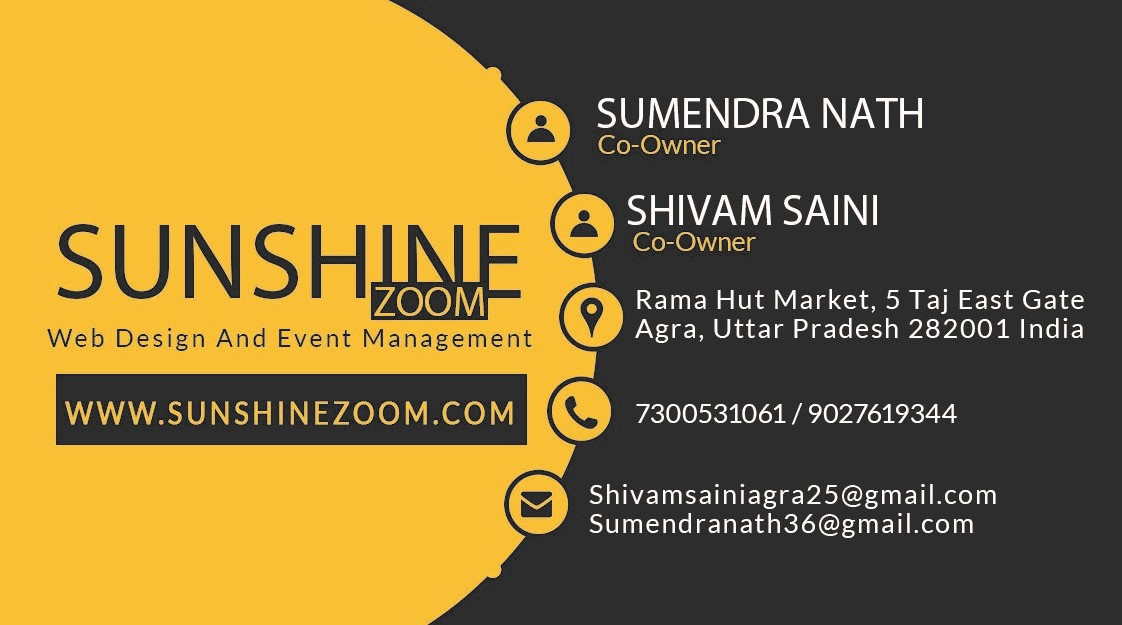 SUNSHINE
ZOOM
Web Design And Event Management
WWW.SUNSHINEZOOM.COM
SUMENDRA NATH
Co-Owner
SHIVAM SAINI
Co-Owner
Rama Hut Market, 5 Taj East Gate
Agra, Uttar Pradesh 282001 India
7300531061 / 9027619344
Shivamsainiagra25@gmail.com
Sumendranath36@gmail.com